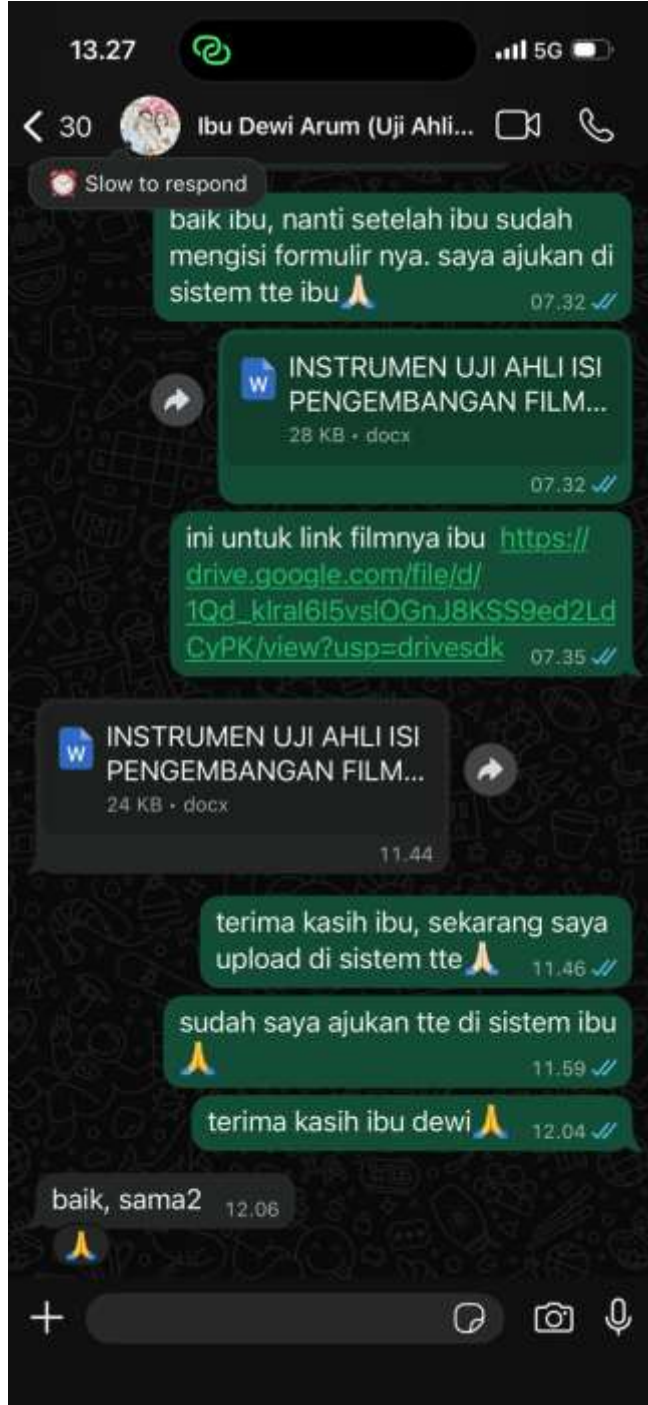 13.27
5G
30
Ibu Dewi Arum (Uji Ahli...
Slow to respond
baik ibu, nanti setelah ibu sudah
mengisi formulir nya. saya ajukan di
sistem tte ibu🙏🏻
07.32
W
INSTRUMEN UJI AHLI ISI
PENGEMBANGAN FILM...
28 KB • docx
07.32
ini untuk link filmnya ibu https://
drive.google.com/file/d/
CyPK/view?usp=drivesdk
07.35
W
INSTRUMEN UJI AHLI ISI
PENGEMBANGAN FILM...
24 KB • docx
11.44
terima kasih ibu, sekarang saya
upload di sistem tte🙏🏻
11.46
sudah saya ajukan tte di sistem ibu
🙏
11.59
terima kasih ibu dewi🙏
12.04
baik, sama2
12.06
🙏